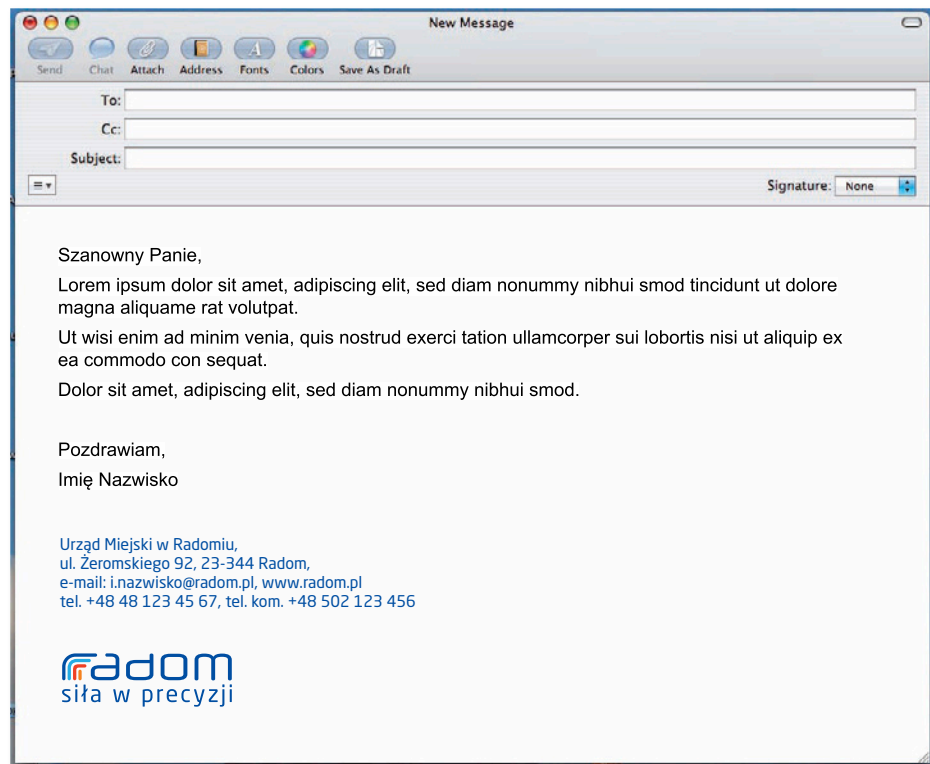 New Message
Send Chat Attach Address Fonts Colors Save As Draft
To:
Cc:
Subject:
Signature: None
Szanowny Panie,
Lorem ipsum dolor sit amet, adipiscing elit, sed diam nonummy nibhui smod tincidunt ut dolore
magna aliquame rat volutpat.
Ut wisi enim ad minim venia, quis nostrud exerci tation ullamcorper sui lobortis nisi ut aliquip ex
ea commodo con sequat.
Dolor sit amet, adipiscing elit, sed diam nonummy nibhui smod.
Pozdrawiam,
Imię Nazwisko
Urząd Miejski w Radomiu,
ul. Żeromskiego 92, 23-344 Radom,
e-mail: i.nazwisko@radom.pl, www.radom.pl
tel. +48 48 123 45 67, tel. kom. +48 502 123 456
radom
siła w precyzji